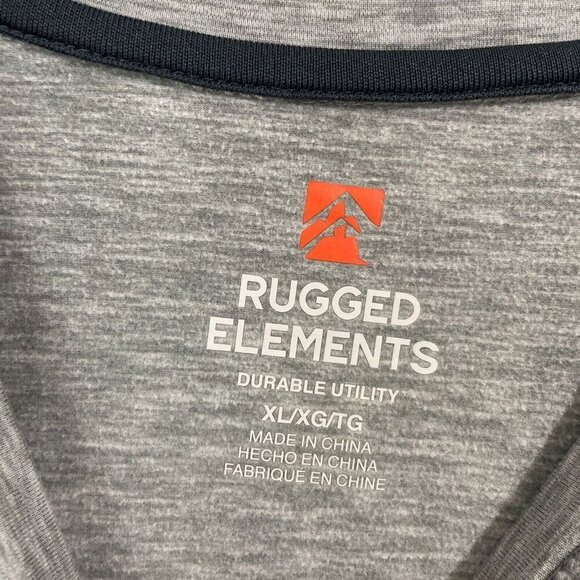 RUGGED
ELEMENTS
DURABLE UTILITY
XL/XG/TG
MADE IN CHINA
HECHO EN CHINA
FABRIQUÉ EN CHINE